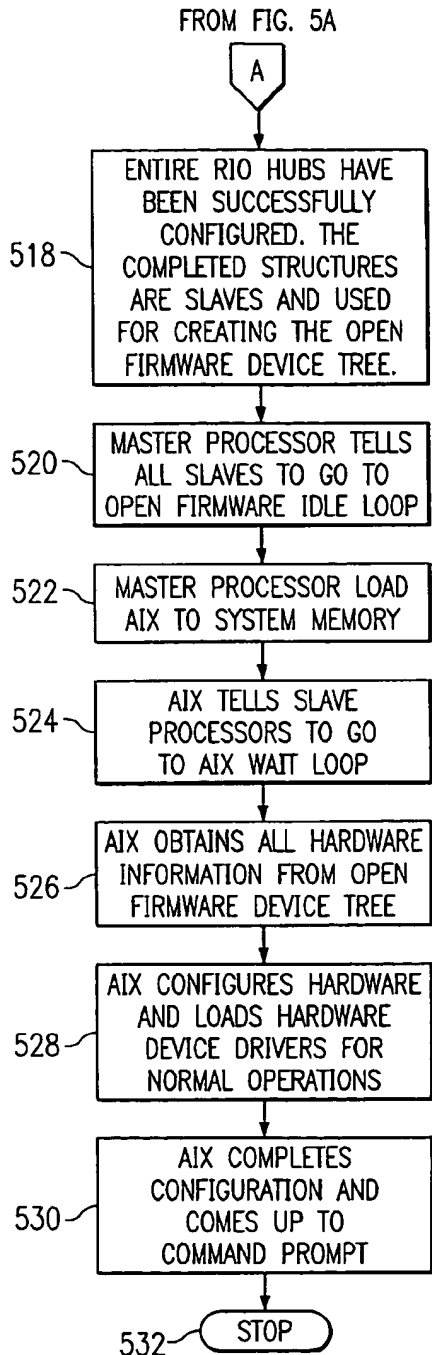 FROM FIG. 5A
A
518
ENTIRE RIO HUBS HAVE
BEEN SUCCESSFULLY
CONFIGURED. THE
COMPLETED STRUCTURES
ARE SLAVES AND USED
FOR CREATING THE OPEN
FIRMWARE DEVICE TREE.
520
MASTER PROCESSOR TELLS
ALL SLAVES TO GO TO
OPEN FIRMWARE IDLE LOOP
522
MASTER PROCESSOR LOAD
AIX TO SYSTEM MEMORY
524
AIX TELLS SLAVE
PROCESSORS TO GO
TO AIX WAIT LOOP
526
AIX OBTAINS ALL HARDWARE
INFORMATION FROM OPEN
FIRMWARE DEVICE TREE
528
AIX CONFIGURES HARDWARE
AND LOADS HARDWARE
DEVICE DRIVERS FOR
NORMAL OPERATIONS
530
AIX COMPLETES
CONFIGURATION AND
COMES UP TO
COMMAND PROMPT
532
STOP